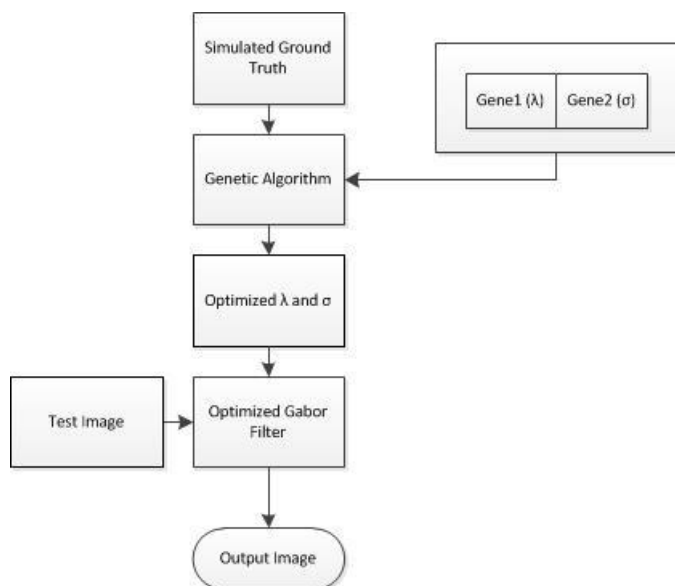 Simulated Ground
Truth
Gene1 (λ) Gene2 (σ)
Genetic Algorithm
Optimized λ and σ
Test Image
Optimized Gabor
Filter
Output Image